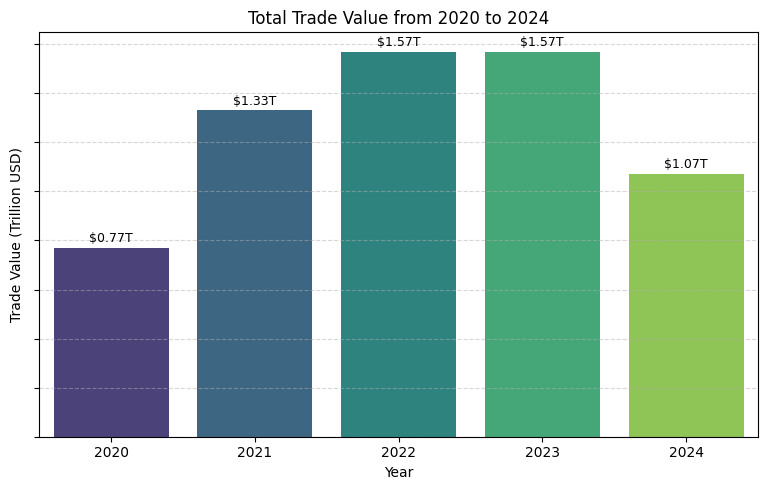 Total Trade Value from 2020 to 2024
Trade Value (Trillion USD)
$0.77T
$1.33T
$1.57T
$1.57T
$1.07T
2020
2021
2022
2023
2024
Year